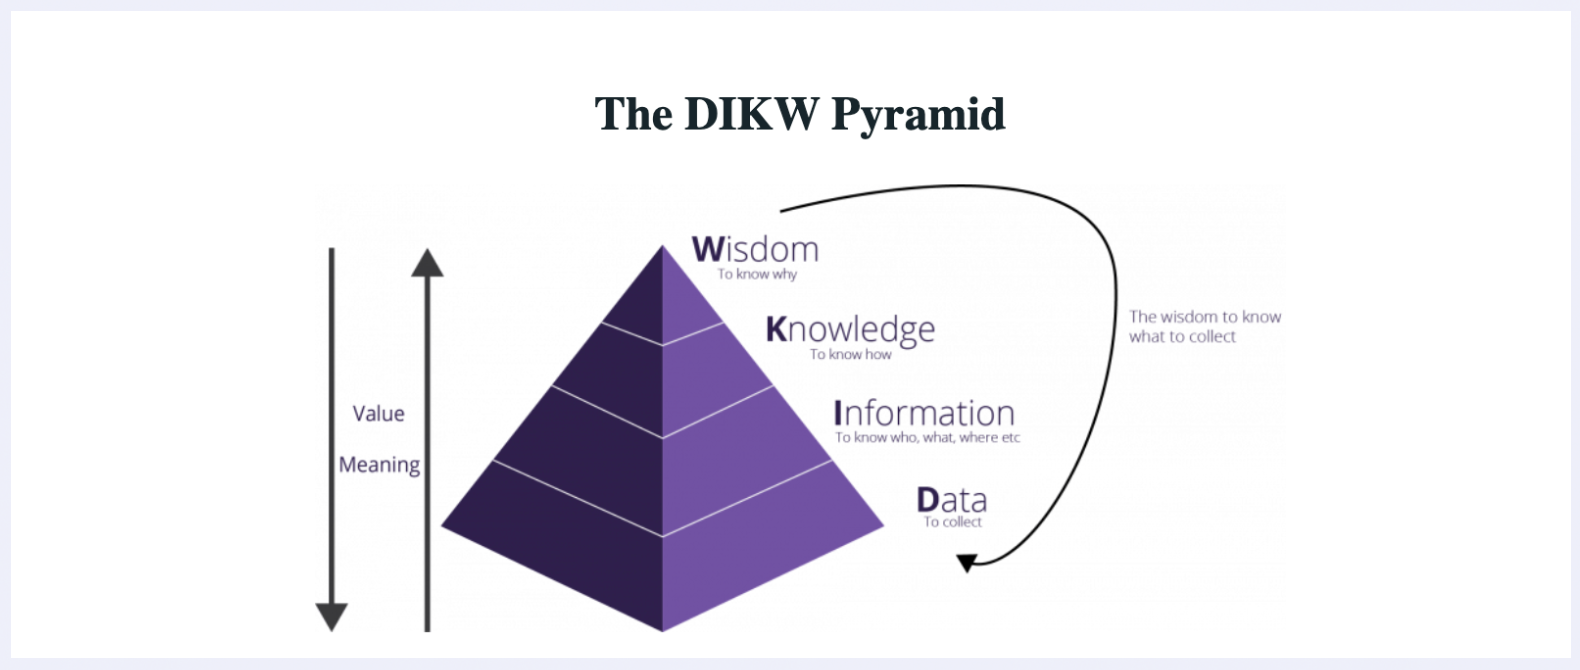 The DIKW Pyramid
Wisdom
To know why
Knowledge
To know how
The wisdom to know
what to collect
Value
Information
To know who, what, where etc
Meaning
Data
To collect